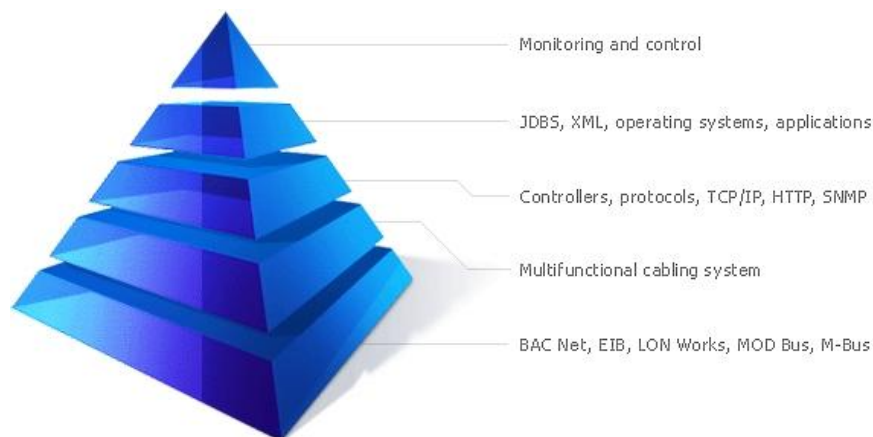 Monitoring and control
JDBS, XML, operating systems, applications
Controllers, protocols, TCP/IP, HTTP, SNMP
Multifunctional cabling system
BAC Net, EIB, LON Works, MOD Bus, M-Bus